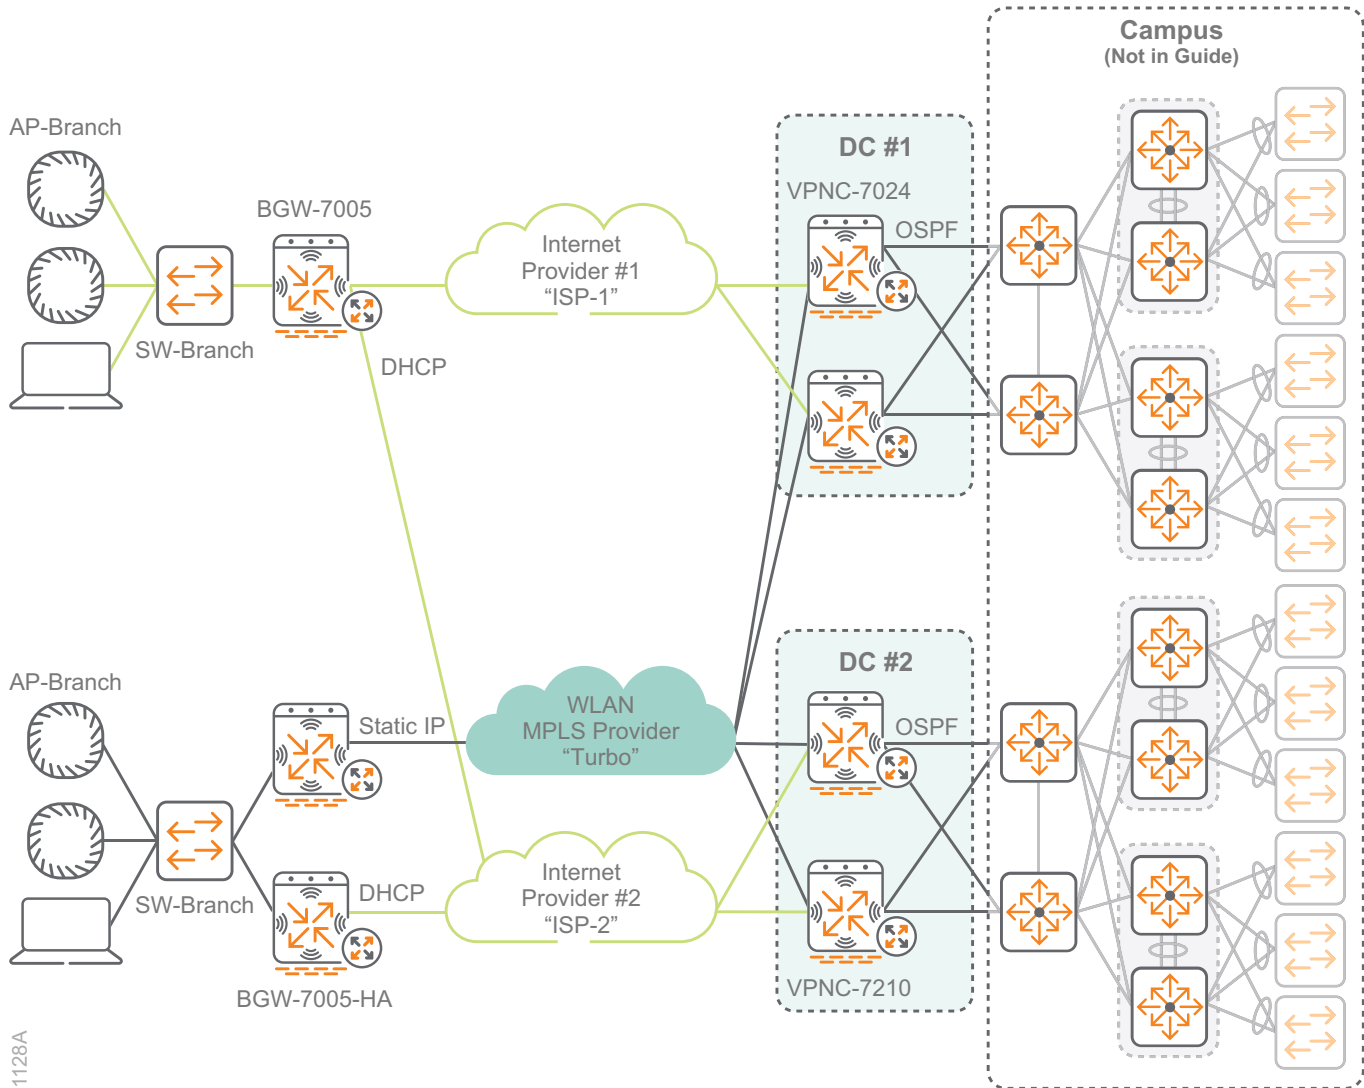 Campus
(Not in Guide)
AP-Branch
DC #1
VPNC-7024
BGW-7005
OSPF
Internet
Provider #1
“ISP-1”
SW-Branch
DHCP
AP-Branch
DC #2
WLAN
MPLS Provider
“Turbo”
Static IP
OSPF
Internet
Provider #2
“ISP-2”
DHCP
SW-Branch
BGW-7005-HA
VPNC-7210
1128A